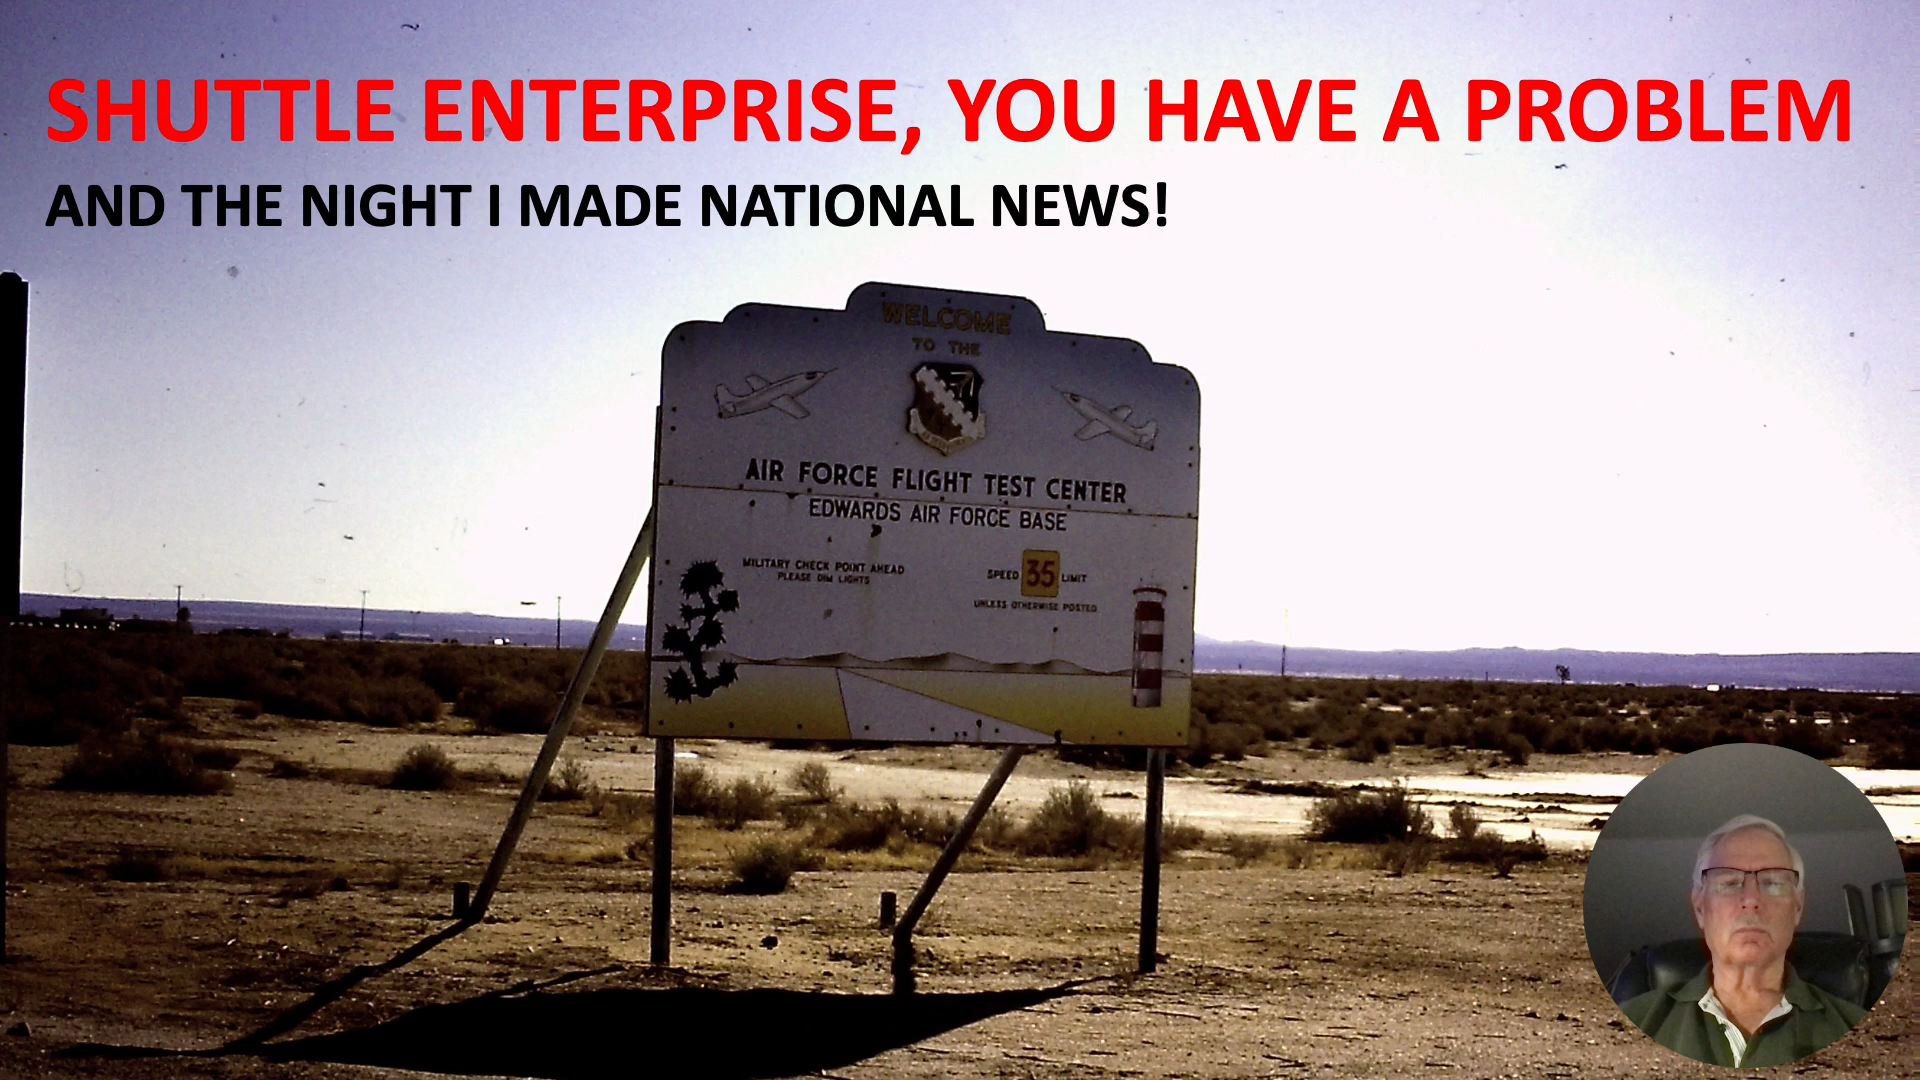 SHUTTLE ENTERPRISE, YOU HAVE A PROBLEM
AND THE NIGHT I MADE NATIONAL NEWS!
WELCOME
TO THE
AIR FORCE FLIGHT TEST CENTER
EDWARDS AIR FORCE BASE
MILITARY CHECK POINT AHEAD
PLEASE DIM LIGHTS
SPEED 35 LIMIT
UNLESS OTHERWISE POSTED